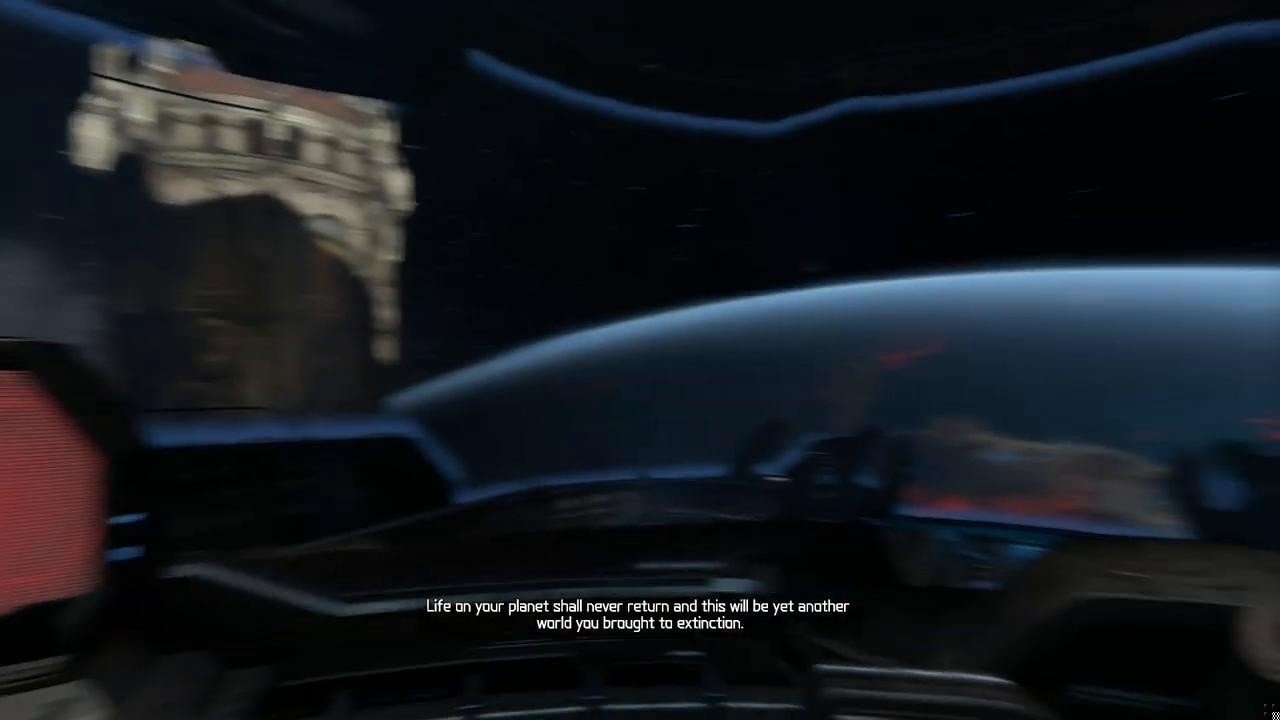 Life on your planet shall never return and this will be yet another
world you brought to extinction.